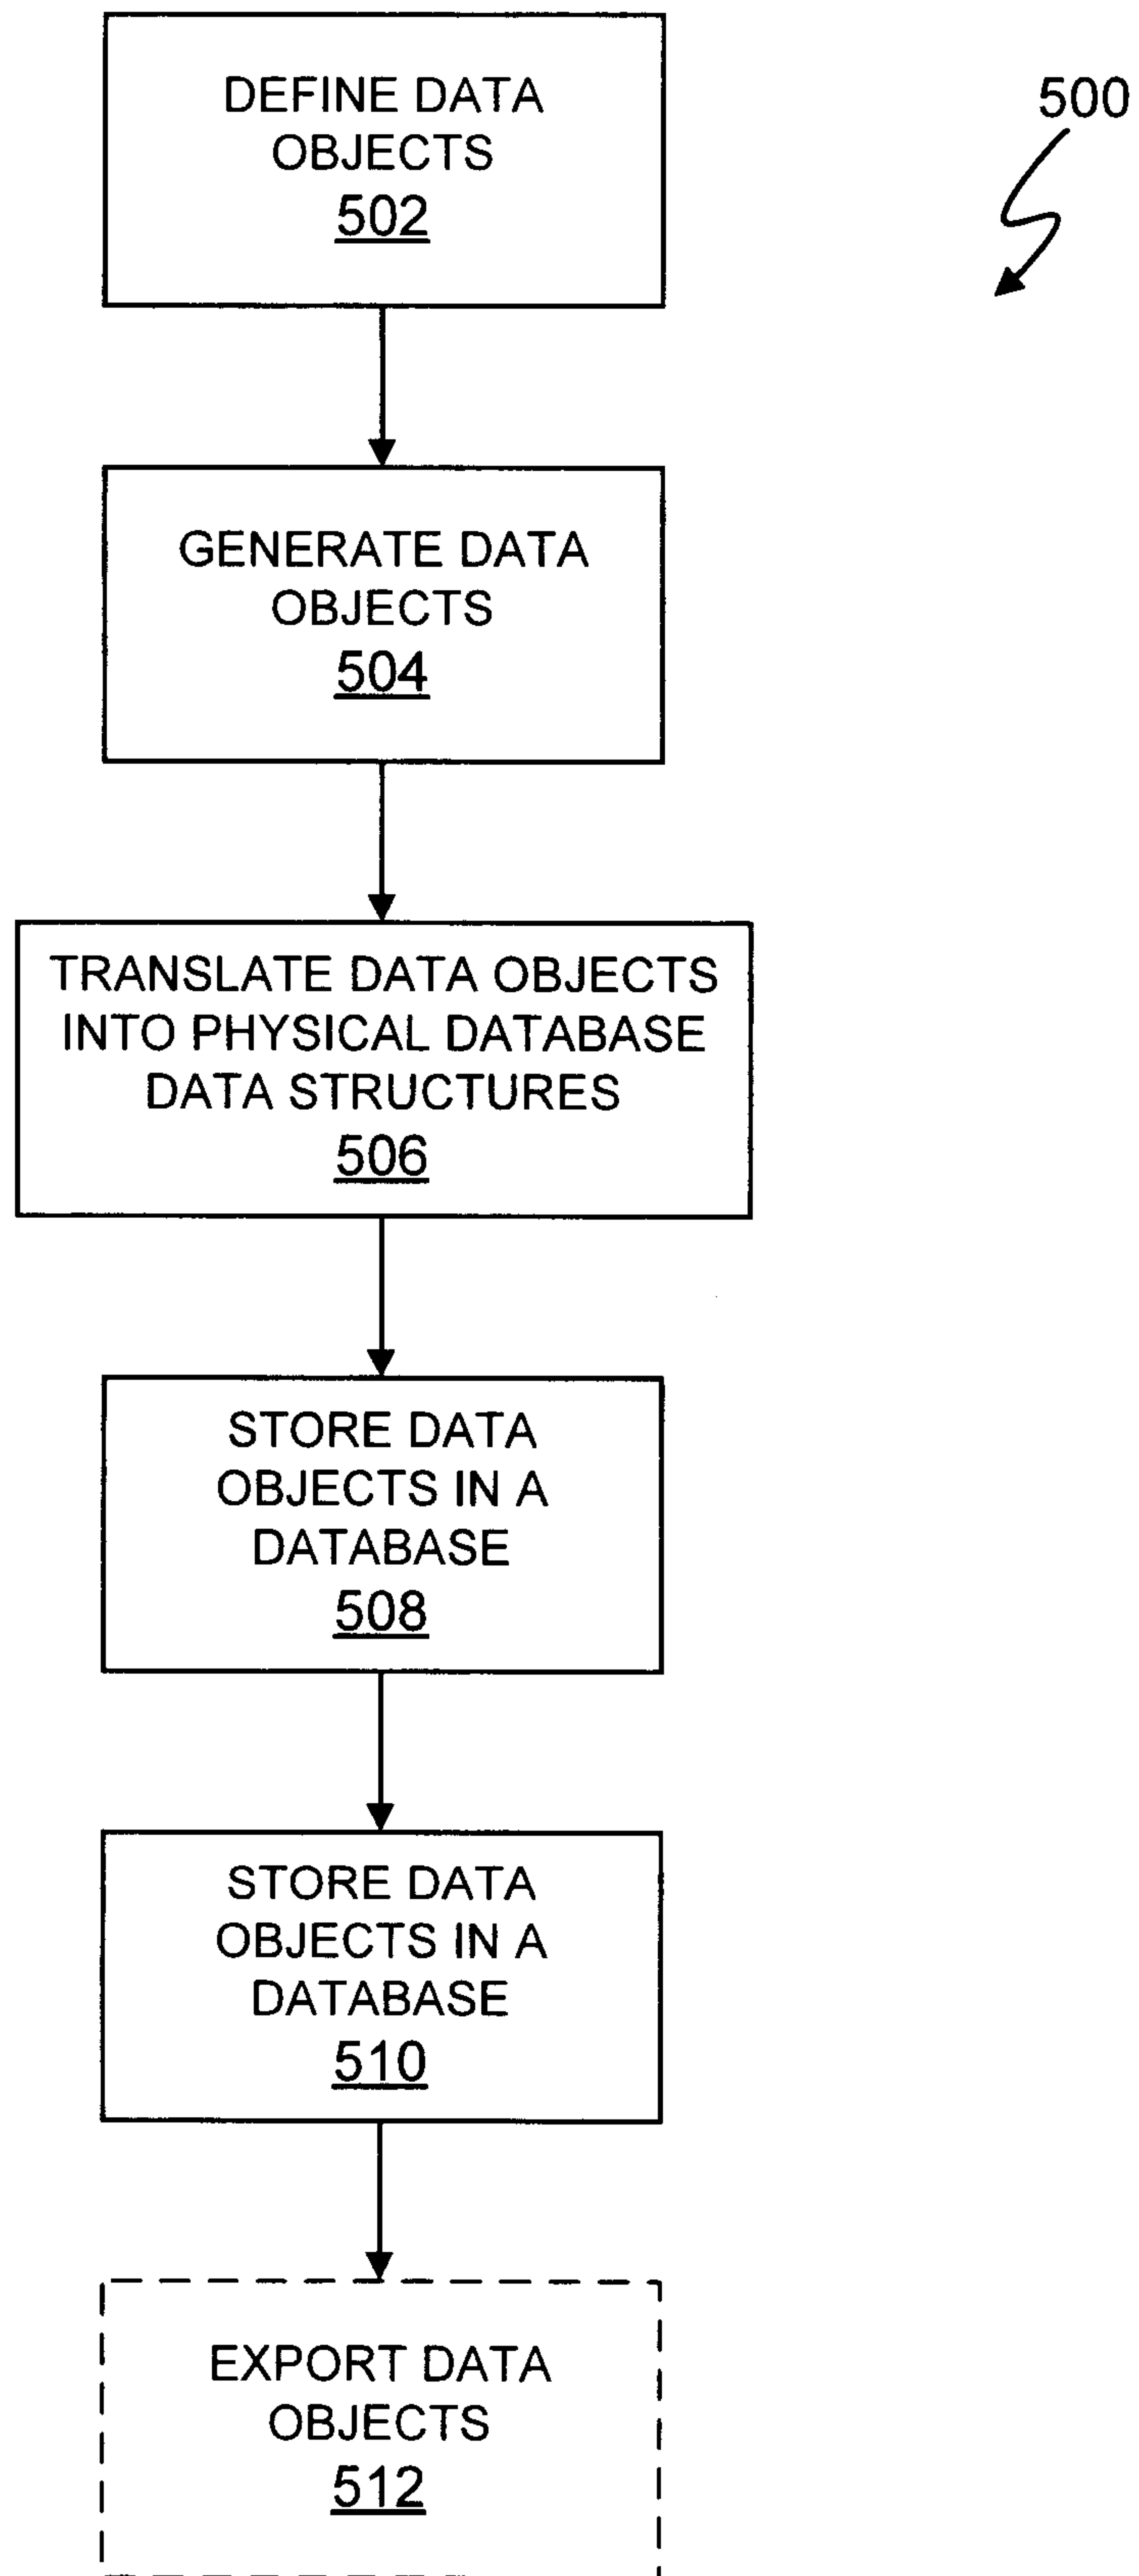 DEFINE DATA
OBJECTS
502
500
GENERATE DATA
OBJECTS
504
TRANSLATE DATA OBJECTS
INTO PHYSICAL DATABASE
DATA STRUCTURES
506
STORE DATA
OBJECTS IN A
DATABASE
508
STORE DATA
OBJECTS IN A
DATABASE
510
EXPORT DATA
OBJECTS
512